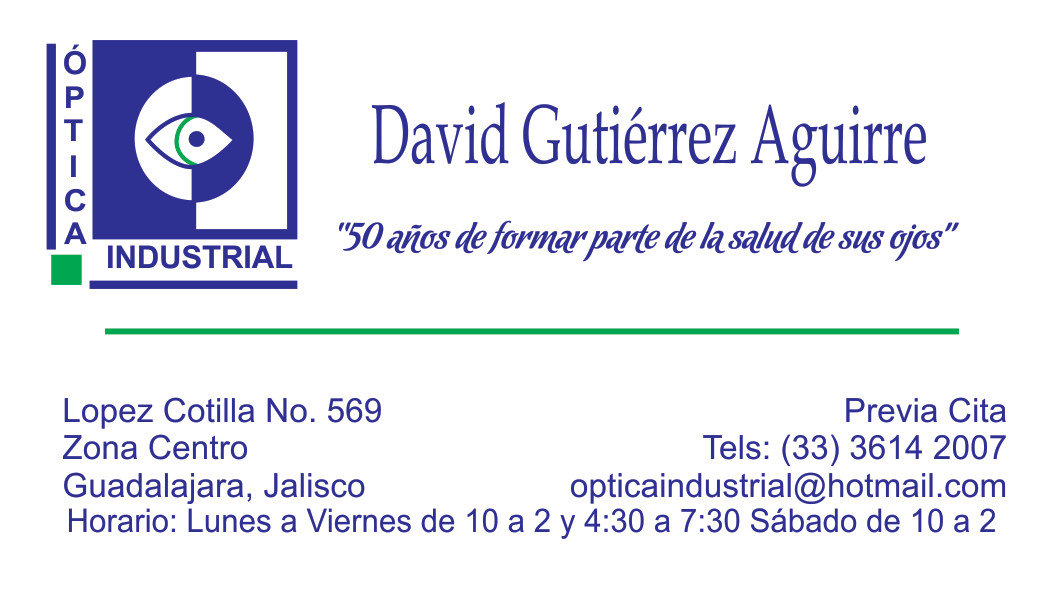 ÓPTICA
INDUSTRIAL
David Gutiérrez Aguirre
"50 años de formar parte de la salud de sus ojos"
Lopez Cotilla No. 569
Zona Centro
Guadalajara, Jalisco
Previa Cita
Tels: (33) 3614 2007
opticaindustrial@hotmail.com
Horario: Lunes a Viernes de 10 a 2 y 4:30 a 7:30 Sábado de 10 a 2